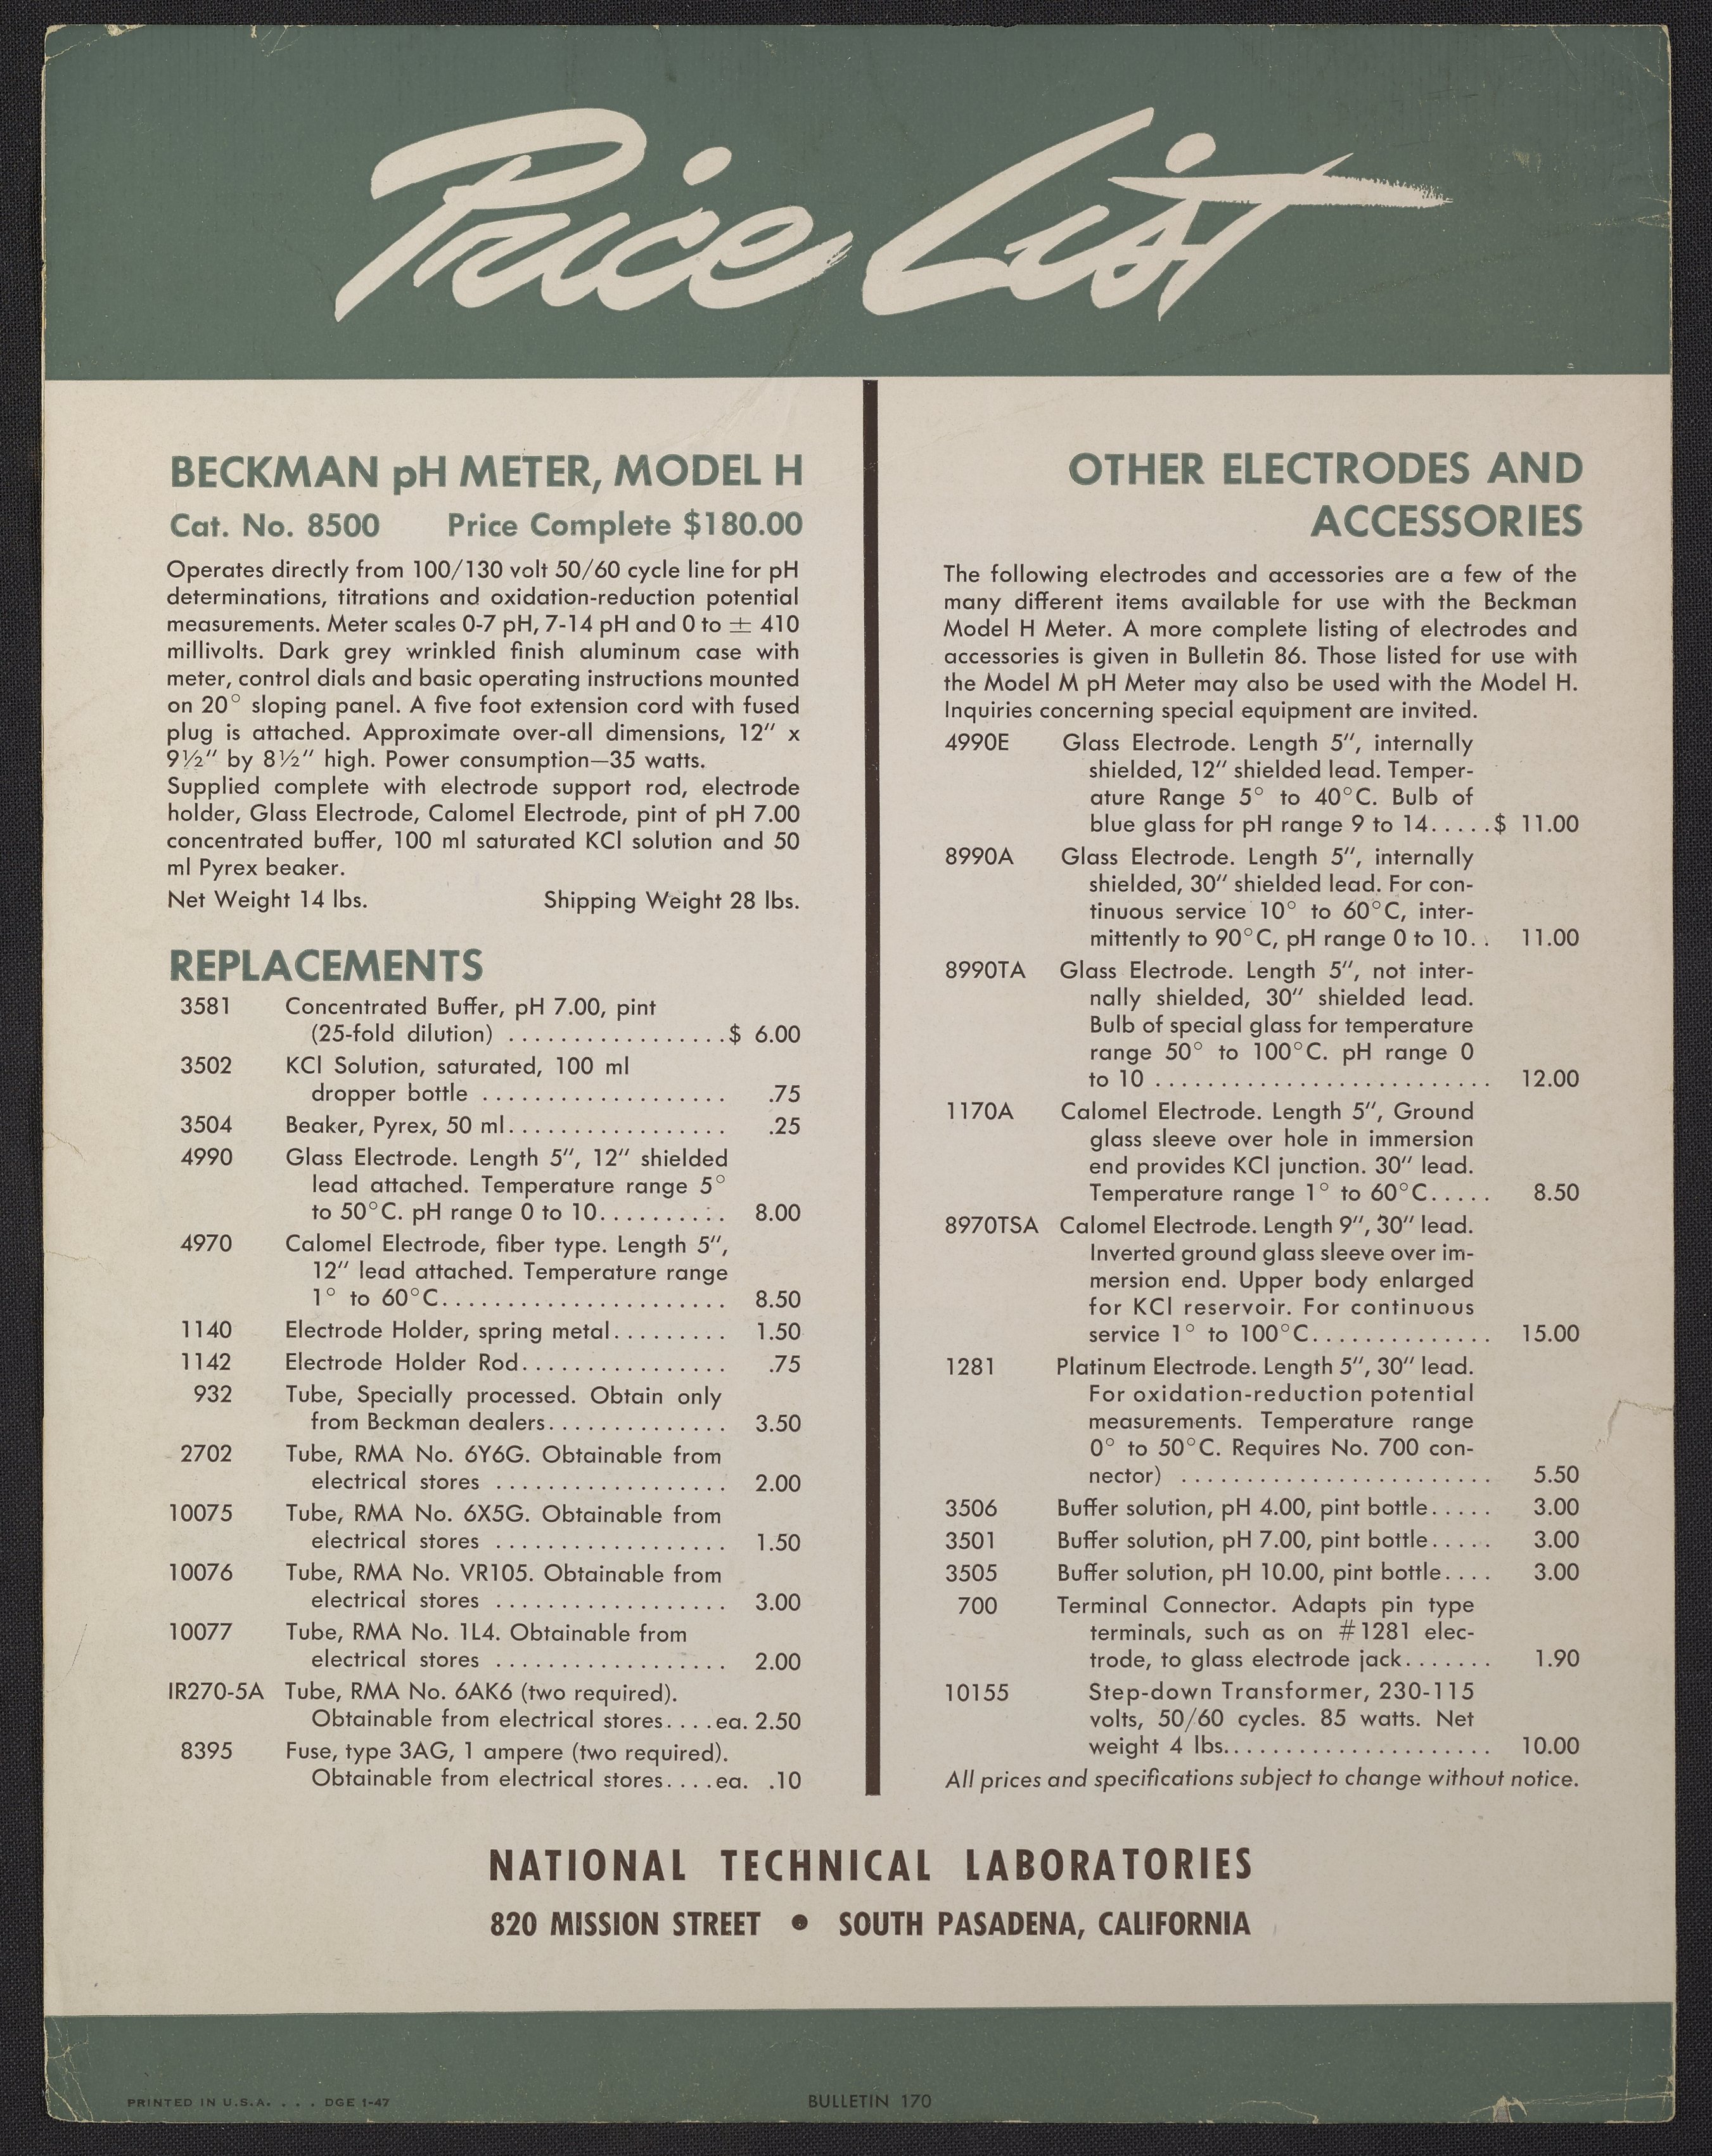 Price List
BECKMAN pH METER, MODEL H
Cat. No. 8500 Price Complete $180.00
Operates directly from 100/130 volt 50/60 cycle line for pH
determinations, titrations and oxidation-reduction potential
measurements. Meter scales 0-7 pH, 7-14 pH and 0 to ± 410
millivolts. Dark grey wrinkled finish aluminum case with
meter, control dials and basic operating instructions mounted
on 20° sloping panel. A five foot extension cord with fused
plug is attached. Approximate over-all dimensions, 12" x
9½" by 8½" high. Power consumption—35 watts.
Supplied complete with electrode support rod, electrode
holder, Glass Electrode, Calomel Electrode, pint of pH 7.00
concentrated buffer, 100 ml saturated KCl solution and 50
ml Pyrex beaker.
Net Weight 14 lbs. Shipping Weight 28 lbs.
REPLACEMENTS
3581 Concentrated Buffer, pH 7.00, pint
(25-fold dilution) .................$ 6.00
3502 KCl Solution, saturated, 100 ml
dropper bottle ................... .75
3504 Beaker, Pyrex, 50 ml................. .25
4990 Glass Electrode. Length 5", 12" shielded
lead attached. Temperature range 5°
to 50°C. pH range 0 to 10.......... 8.00
4970 Calomel Electrode, fiber type. Length 5",
12" lead attached. Temperature range
1° to 60°C...................... 8.50
1140 Electrode Holder, spring metal......... 1.50
1142 Electrode Holder Rod................ .75
932 Tube, Specially processed. Obtain only
from Beckman dealers.............. 3.50
2702 Tube, RMA No. 6Y6G. Obtainable from
electrical stores .................. 2.00
10075 Tube, RMA No. 6X5G. Obtainable from
electrical stores .................. 1.50
10076 Tube, RMA No. VR105. Obtainable from
electrical stores .................. 3.00
10077 Tube, RMA No. 1L4. Obtainable from
electrical stores .................. 2.00
IR270-5A Tube, RMA No. 6AK6 (two required).
Obtainable from electrical stores....ea. 2.50
8395 Fuse, type 3AG, 1 ampere (two required).
Obtainable from electrical stores....ea. .10
OTHER ELECTRODES AND
ACCESSORIES
The following electrodes and accessories are a few of the
many different items available for use with the Beckman
Model H Meter. A more complete listing of electrodes and
accessories is given in Bulletin 86. Those listed for use with
the Model M pH Meter may also be used with the Model H.
Inquiries concerning special equipment are invited.
4990E Glass Electrode. Length 5", internally
shielded, 12" shielded lead. Temper-
ature Range 5° to 40°C. Bulb of
blue glass for pH range 9 to 14.....$ 11.00
8990A Glass Electrode. Length 5", internally
shielded, 30" shielded lead. For con-
tinuous service 10° to 60°C, inter-
mittently to 90°C, pH range 0 to 10.. 11.00
8990TA Glass Electrode. Length 5", not inter-
nally shielded, 30" shielded lead.
Bulb of special glass for temperature
range 50° to 100°C. pH range 0
to 10 .......................... 12.00
1170A Calomel Electrode. Length 5", Ground
glass sleeve over hole in immersion
end provides KCl junction. 30" lead.
Temperature range 1° to 60°C..... 8.50
8970TSA Calomel Electrode. Length 9", 30" lead.
Inverted ground glass sleeve over im-
mersion end. Upper body enlarged
for KCl reservoir. For continuous
service 1° to 100°C.............. 15.00
1281 Platinum Electrode. Length 5", 30" lead.
For oxidation-reduction potential
measurements. Temperature range
0° to 50°C. Requires No. 700 con-
nector) ........................ 5.50
3506 Buffer solution, pH 4.00, pint bottle..... 3.00
3501 Buffer solution, pH 7.00, pint bottle..... 3.00
3505 Buffer solution, pH 10.00, pint bottle.... 3.00
700 Terminal Connector. Adapts pin type
terminals, such as on #1281 elec-
trode, to glass electrode jack....... 1.90
10155 Step-down Transformer, 230-115
volts, 50/60 cycles. 85 watts. Net
weight 4 lbs..................... 10.00
All prices and specifications subject to change without notice.
NATIONAL TECHNICAL LABORATORIES
820 MISSION STREET ● SOUTH PASADENA, CALIFORNIA
PRINTED IN U.S.A. . . . DGE 1-47
BULLETIN 170